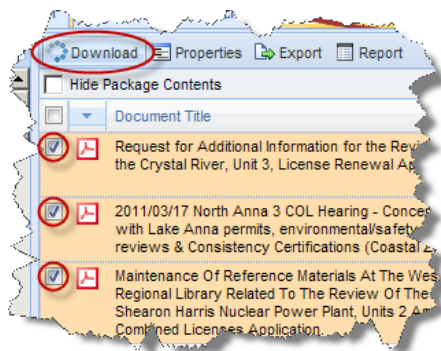 Download Properties Export Report
Hide Package Contents
Document Title
Request for Additional Information for the Revi
the Crystal River, Unit 3, License Renewal Ap
2011/03/17 North Anna 3 COL Hearing - Concer
with Lake Anna permits, environmental/safety
reviews & Consistency Certifications (Coastal Z
Maintenance Of Reference Materials At The Wes
Regional Library Related To The Review Of The
Shearon Harris Nuclear Power Plant, Units 2 An
Combined Licenses Application